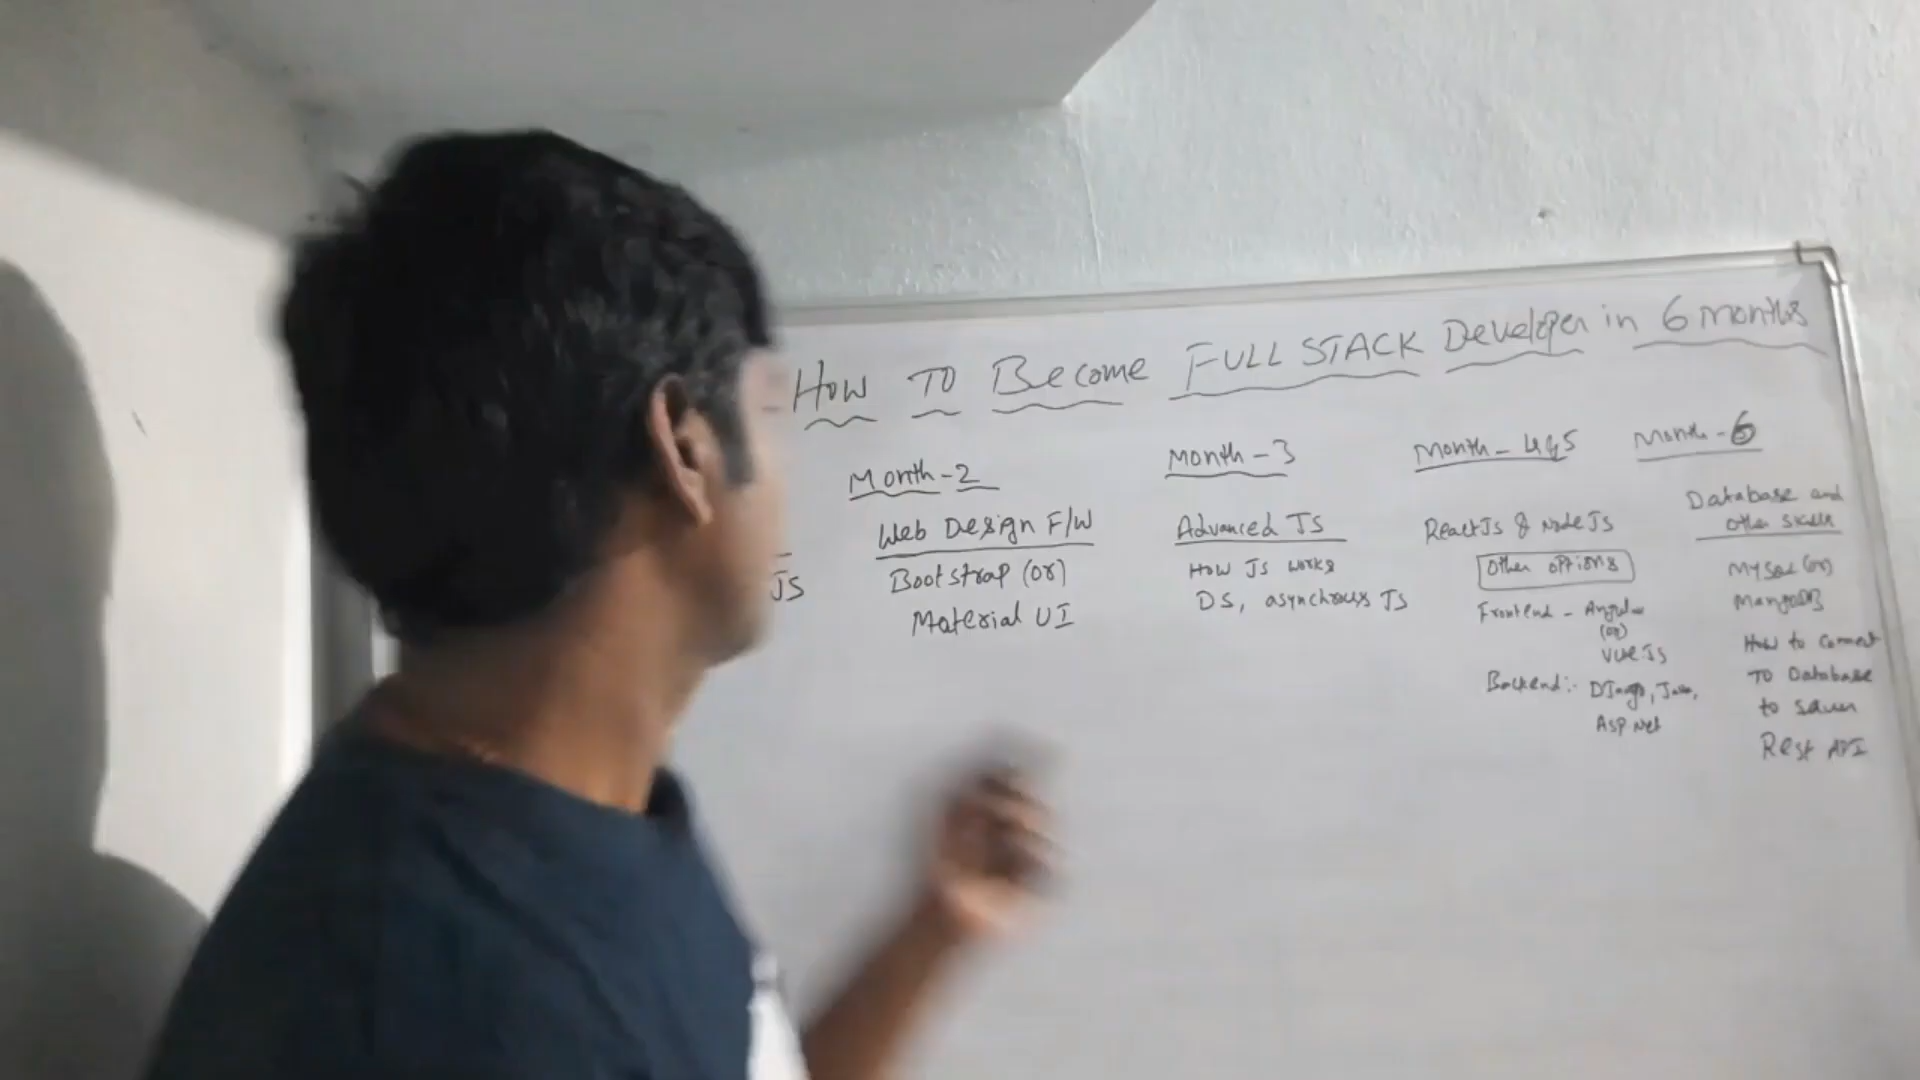 How TO Become FULL STACK Developer in 6 months
JS
Month-2
Web Design F/W
Bootstrap (or)
Material UI
Month-3
Advanced JS
How JS works
DS, asynchrous JS
Month-4&5
ReactJs & NodeJs
Other options
Frontend - Angular
(or)
VueJs
Backend:- DJango, Java,
Asp Net
Month-6
Database and
other skills
MySQL (or)
MangoDB
How to connect
TO Database
to
Rest API